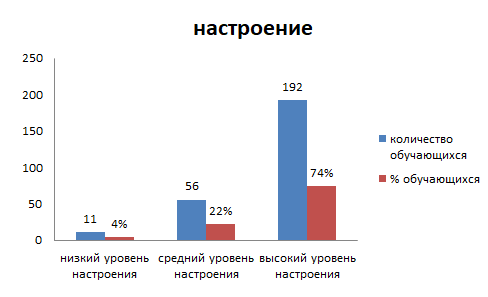 настроение
250
200
150
100
50
0
11
4%
56
22%
192
74%
низкий уровень
настроения
средний уровень
настроения
высокий уровень
настроения
количество
обучающихся
% обучающихся